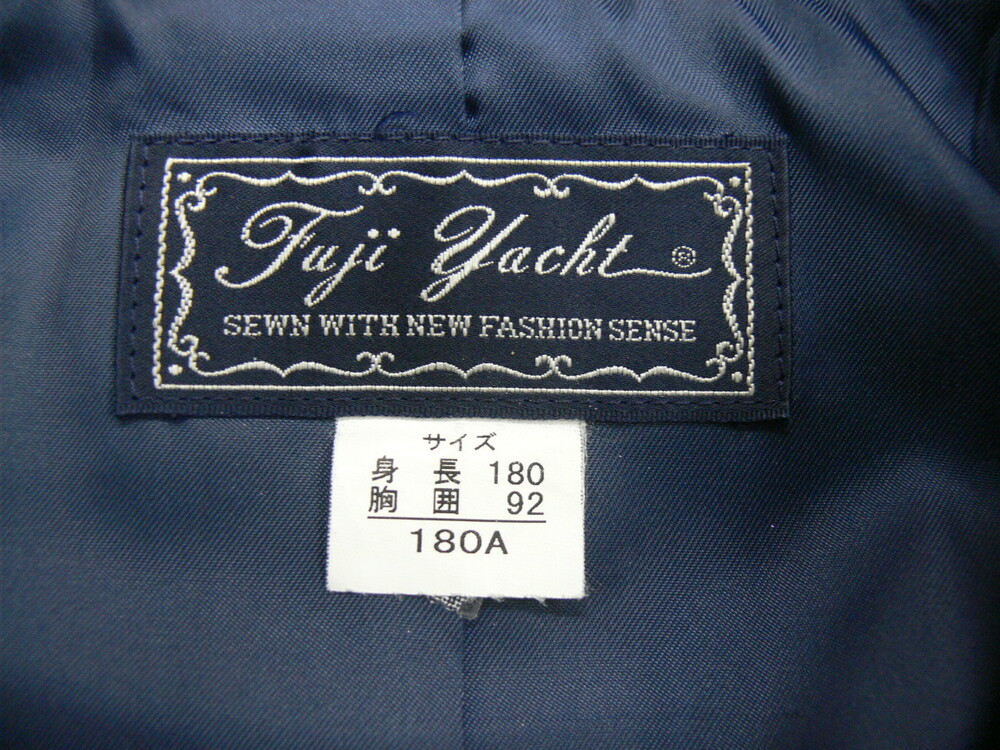 Fuji Yacht ®
SEWN WITH NEW FASHION SENSE
サイズ
身 長 180
胸 囲 92
180A